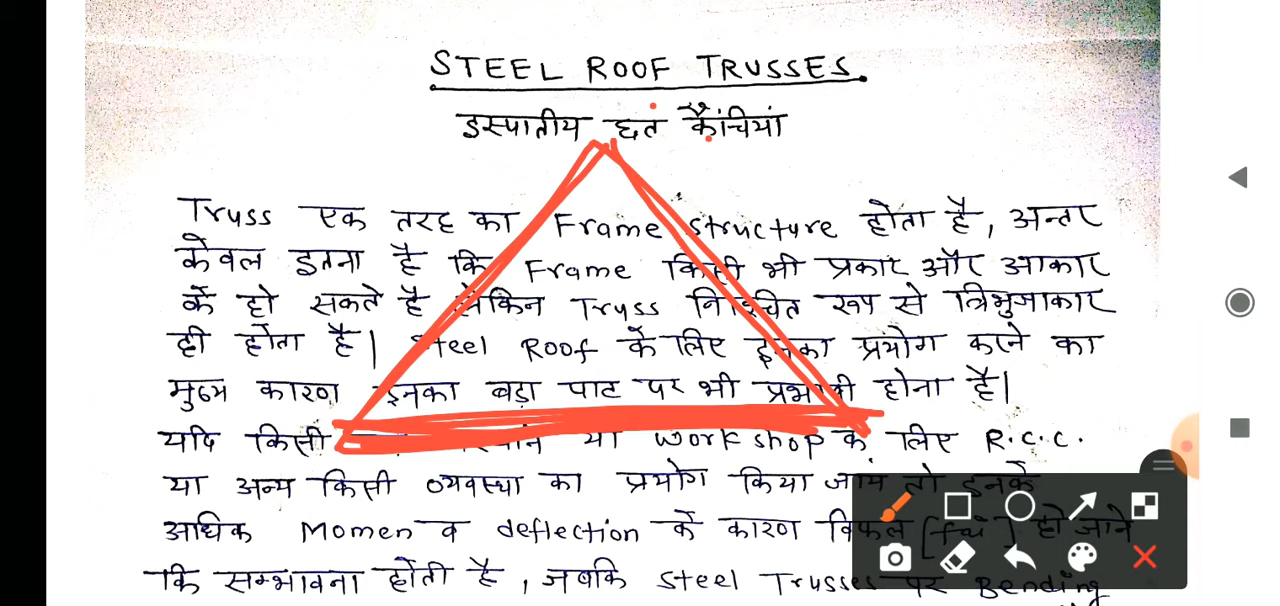 STEEL ROOF TRUSSES.
इस्पातीय छत कैंचियां
Truss एक तरह का Frame structure होता है, अन्तर
केवल इतना है कि Frame किसी भी प्रकार और आकार
के हो सकते है लेकिन Truss निश्चित रूप से त्रिभुजाकार
ही होता है| Steel Roof के लिए इनका प्रयोग करने का
मुख्य कारण इनका बड़ा पाट पर भी प्रभावी होना है|
यदि किसी या workshop के लिए R.C.C.
या अन्य किसी व्यवस्था का प्रयोग किया जाय तो इनके
अधिक Momen व deflection के कारण विफल हो जाने
कि सम्भावना होती है, जबकि Steel Trusses पर Bending